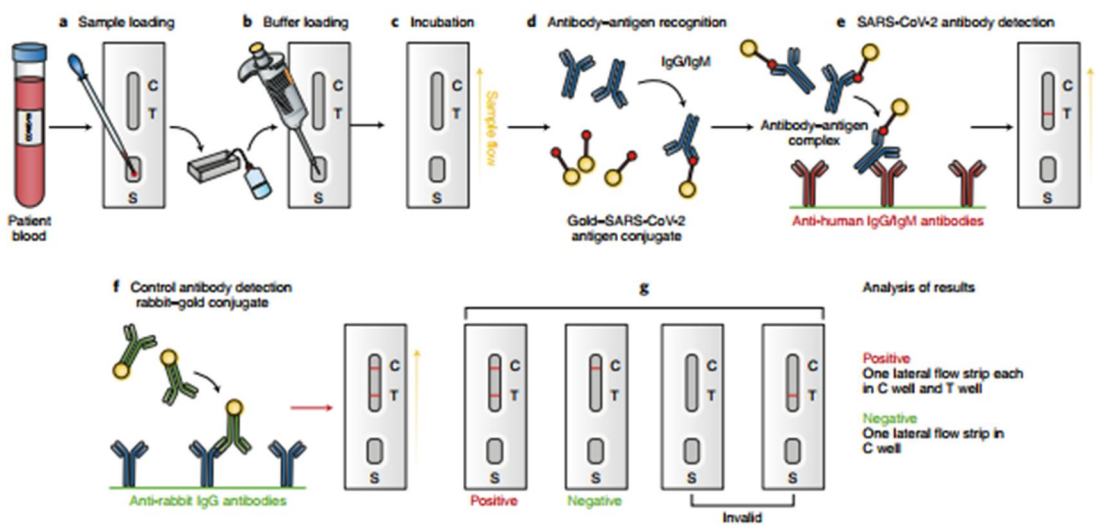 a Sample loading
b Buffer loading
c Incubation
d Antibody–antigen recognition
e SARS-CoV-2 antibody detection
C
T
S
C
T
S
C
T
S
Sample flow
IgG/IgM
Antibody–antigen
complex
C
T
S
Patient
blood
Gold–SARS-CoV-2
antigen conjugate
Anti-human IgG/IgM antibodies
f Control antibody detection
rabbit–gold conjugate
C
T
S
Anti-rabbit IgG antibodies
g
C
T
S
Positive
C
T
S
Negative
C
T
S
C
T
S
Invalid
Analysis of results
Positive
One lateral flow strip each
in C well and T well
Negative
One lateral flow strip in
C well